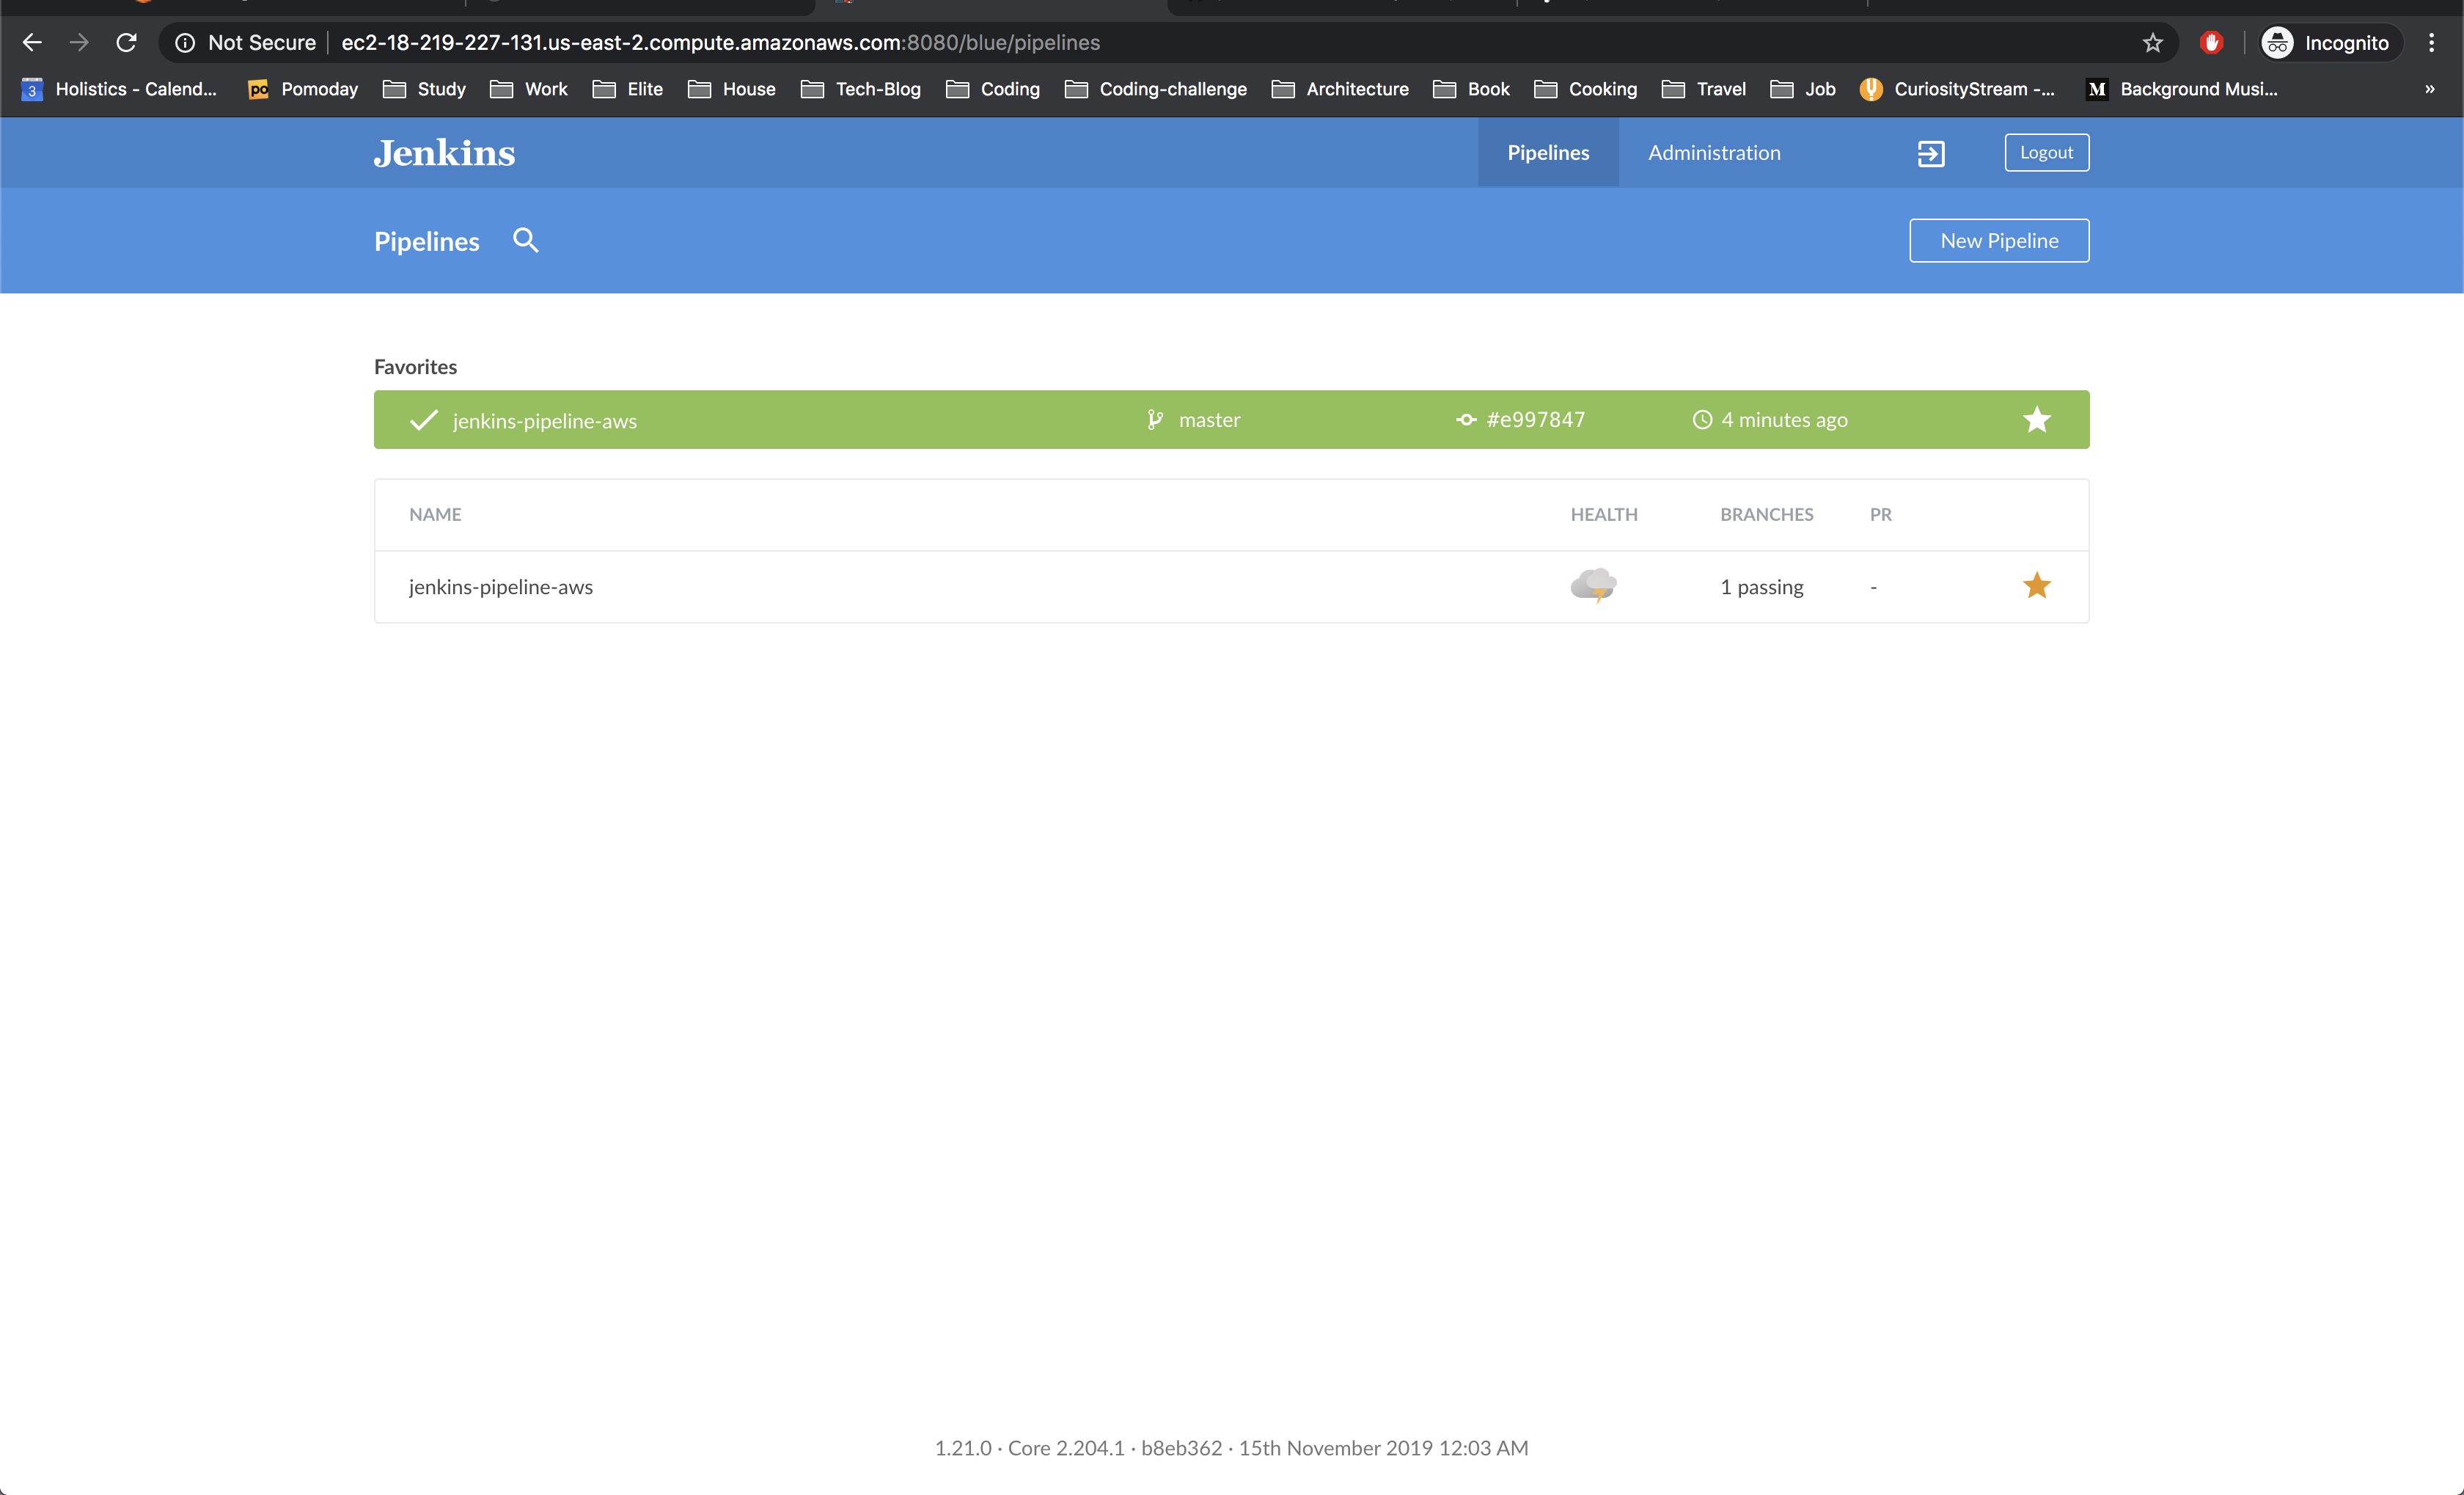 Not Secure ec2-18-219-227-131.us-east-2.compute.amazonaws.com:8080/blue/pipelines Incognito
3 Holistics - Calend... po Pomoday Study Work Elite House Tech-Blog Coding Coding-challenge Architecture Book Cooking Travel Job CuriosityStream -... M Background Musi... »
Jenkins Pipelines Administration Logout
Pipelines New Pipeline
Favorites
jenkins-pipeline-aws master #e997847 4 minutes ago
NAME HEALTH BRANCHES PR
jenkins-pipeline-aws 1 passing -
1.21.0 · Core 2.204.1 · b8eb362 · 15th November 2019 12:03 AM